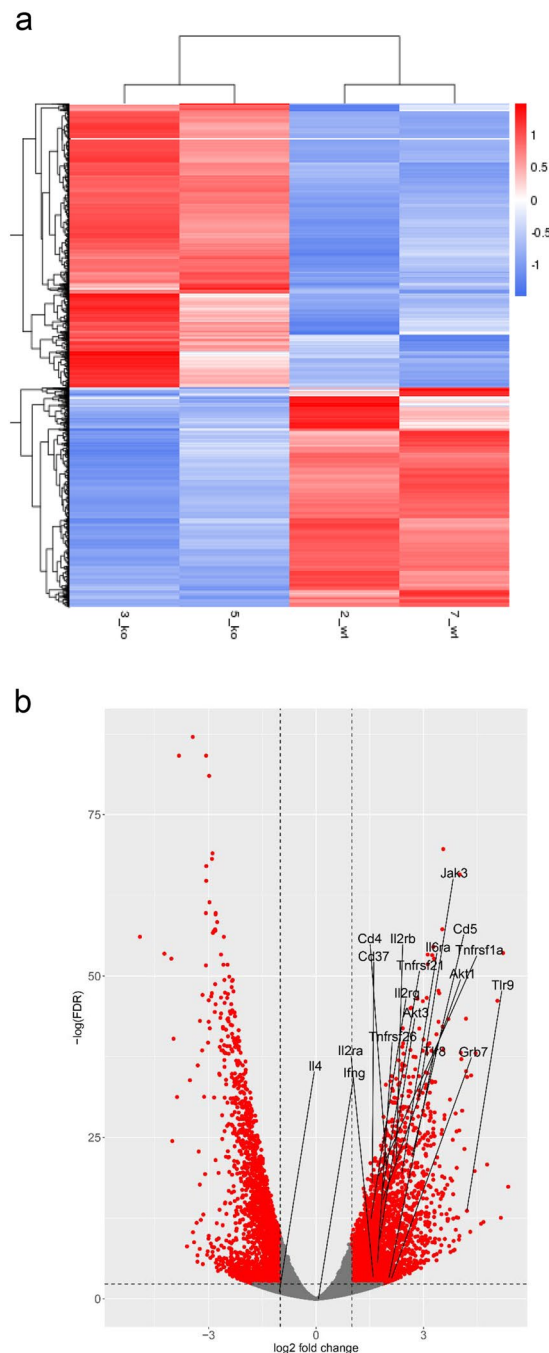 a
1
0.5
0
-0.5
-1
3_ko
5_ko
2_wt
7_wt
b
−log(FDR)
75
50
25
0
Jak3
Cd4
Il2rb
Cd5
Cd37
Il6ra
Tnfrsf1a
Tnfrsf21
Akt1
Tlr9
Il2rg
Akt3
Tnfrsf26
Il2ra
Grb7
Il4
Ifng
−3
0
3
log2 fold change